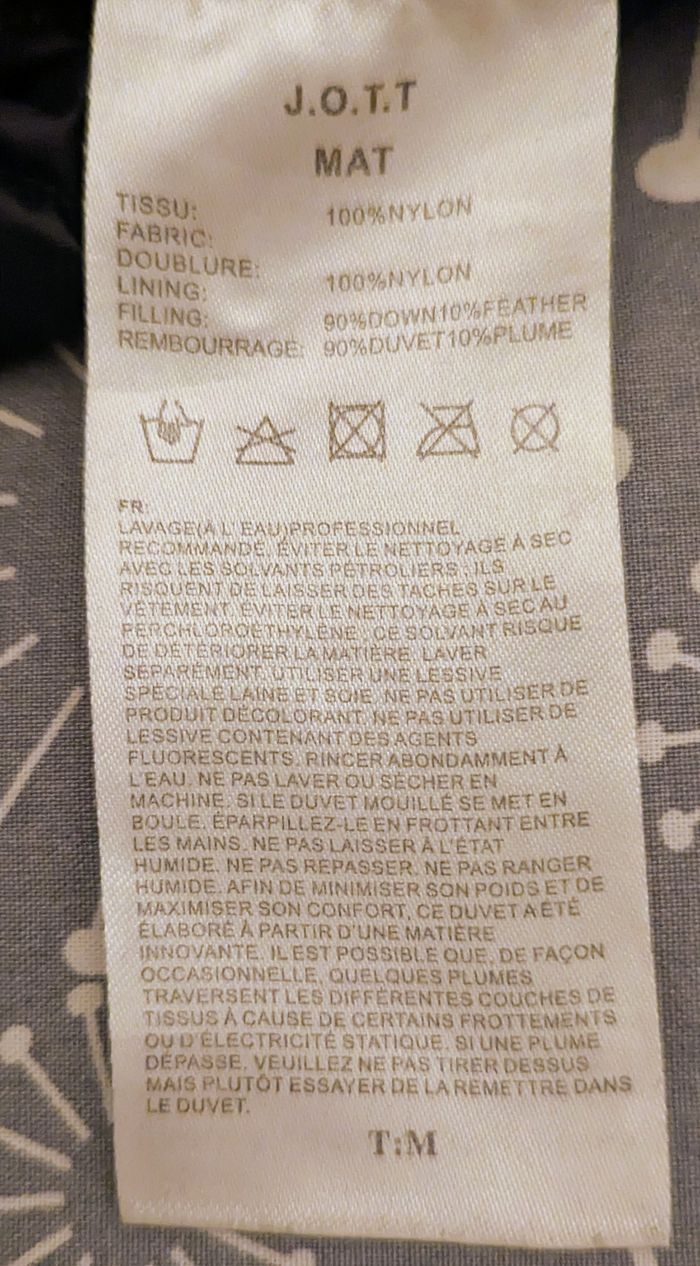 J.O.T.T
MAT
TISSU: 100%NYLON
FABRIC:
DOUBLURE: 100%NYLON
LINING:
FILLING: 90%DOWN10%FEATHER
REMBOURRAGE: 90%DUVET10%PLUME
FR:
LAVAGE(À L'EAU)PROFESSIONNEL
RECOMMANDÉ. ÉVITER LE NETTOYAGE À SEC
AVEC LES SOLVANTS PÉTROLIERS : ILS
RISQUENT DE LAISSER DES TACHES SUR LE
VÊTEMENT. ÉVITER LE NETTOYAGE À SEC AU
PERCHLOROÉTHYLÈNE. CE SOLVANT RISQUE
DE DÉTÉRIORER LA MATIÈRE. LAVER
SÉPARÉMENT. UTILISER UNE LESSIVE
SPÉCIALE LAINE ET SOIE. NE PAS UTILISER DE
PRODUIT DÉCOLORANT. NE PAS UTILISER DE
LESSIVE CONTENANT DES AGENTS
FLUORESCENTS. RINCER ABONDAMMENT À
L'EAU. NE PAS LAVER OU SÉCHER EN
MACHINE. SI LE DUVET MOUILLÉ SE MET EN
BOULE, ÉPARPILLEZ-LE EN FROTTANT ENTRE
LES MAINS. NE PAS LAISSER À L'ÉTAT
HUMIDE. NE PAS REPASSER. NE PAS RANGER
HUMIDE. AFIN DE MINIMISER SON POIDS ET DE
MAXIMISER SON CONFORT, CE DUVET A ÉTÉ
ÉLABORÉ À PARTIR D'UNE MATIÈRE
INNOVANTE. IL EST POSSIBLE QUE, DE FAÇON
OCCASIONNELLE, QUELQUES PLUMES
TRAVERSENT LES DIFFÉRENTES COUCHES DE
TISSUS À CAUSE DE CERTAINS FROTTEMENTS
OU D'ÉLECTRICITÉ STATIQUE. SI UNE PLUME
DÉPASSE, VEUILLEZ NE PAS TIRER DESSUS
MAIS PLUTÔT ESSAYER DE LA REMETTRE DANS
LE DUVET.
T:M